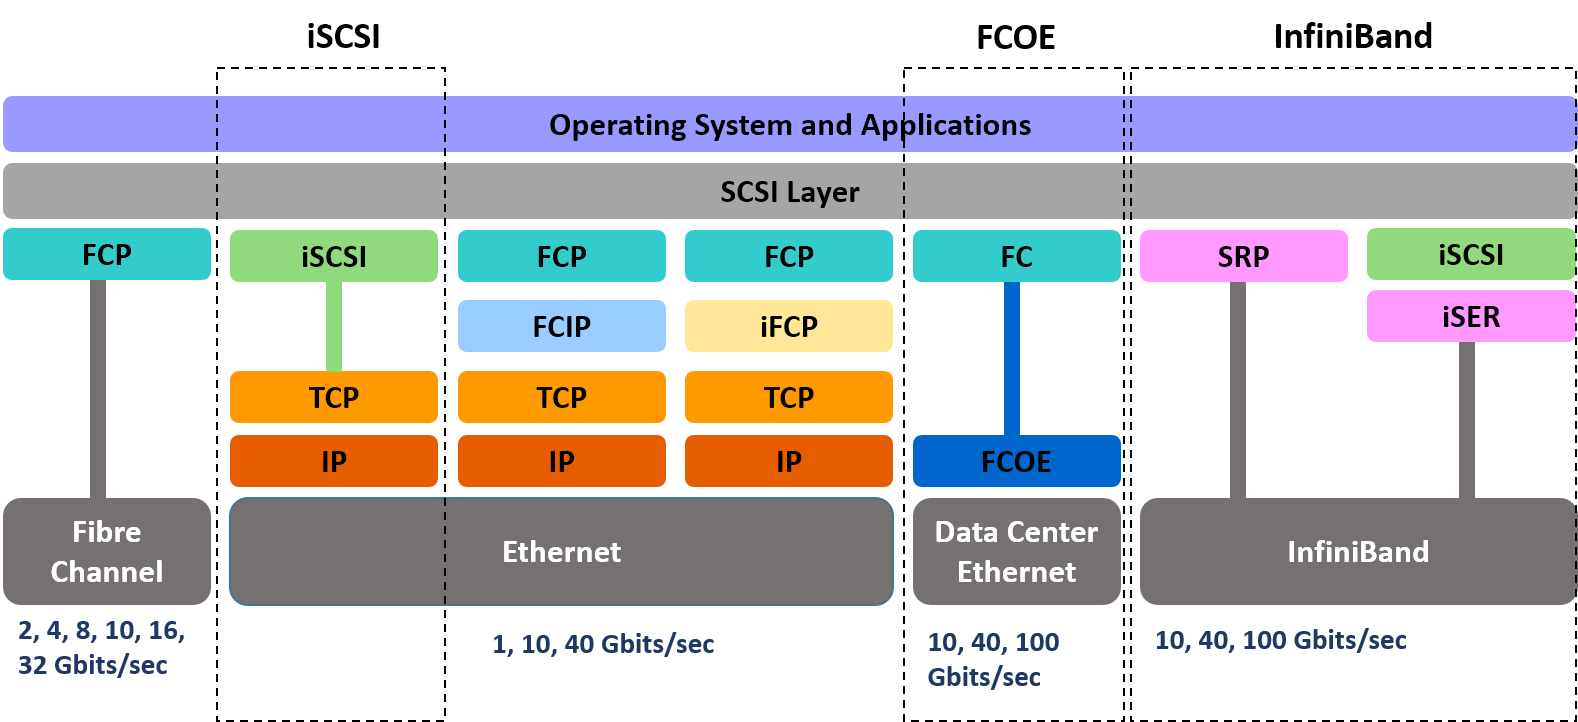 iSCSI
FCOE
InfiniBand
Operating System and Applications
SCSI Layer
FCP
iSCSI
FCP
FCP
FC
SRP
iSCSI
FCIP
iFCP
iSER
TCP
TCP
TCP
IP
IP
IP
FCOE
Fibre
Channel
Ethernet
Data Center
Ethernet
InfiniBand
2, 4, 8, 10, 16,
32 Gbits/sec
1, 10, 40 Gbits/sec
10, 40, 100
Gbits/sec
10, 40, 100 Gbits/sec